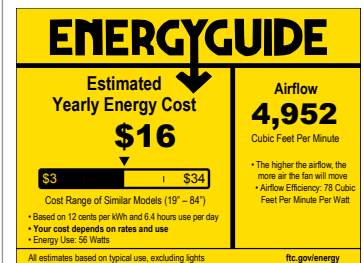 ENERGYGUIDE
Estimated
Yearly Energy Cost
$16
$3
$34
Cost Range of Similar Models (19” – 84”)
• Based on 12 cents per kWh and 6.4 hours use per day
• Your cost depends on rates and use
• Energy Use: 56 Watts
Airflow
4,952
Cubic Feet Per Minute
• The higher the airflow, the
more air the fan will move
• Airflow Efficiency: 78 Cubic
Feet Per Minute Per Watt
All estimates based on typical use, excluding lights
ftc.gov/energy